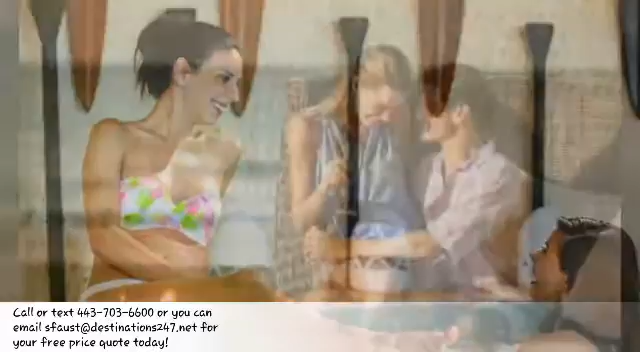 Call or text 443-703-6600 or you can
email sfaust@destinations247.net for
your free price quote today!